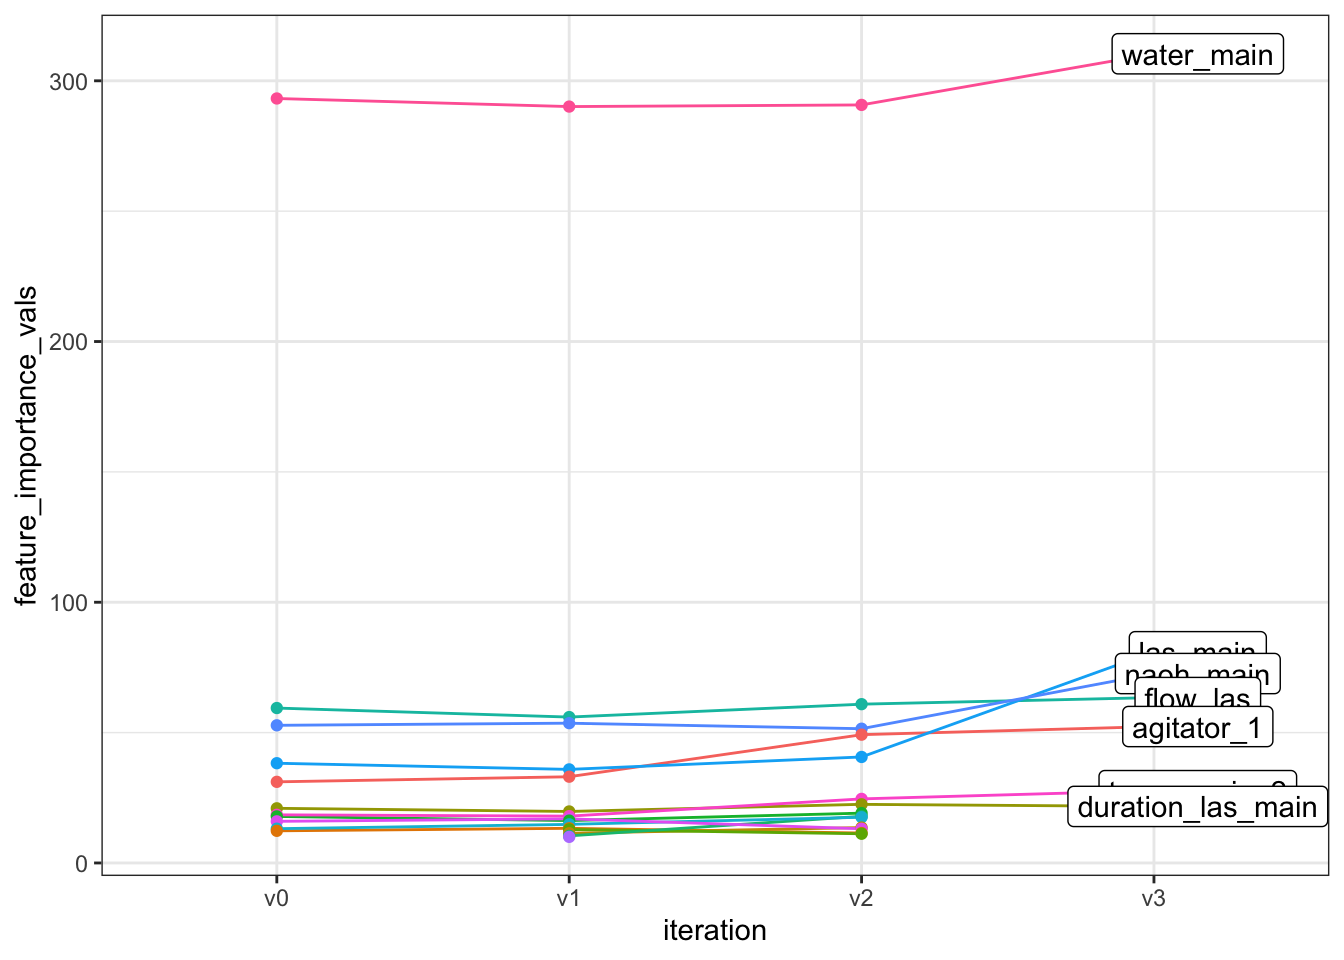 feature_importance_vals
300
200
100
0
water_main
las_main
naoh_main
flow_las
agitator_1
duration_las_main
v0
v1
v2
v3
iteration